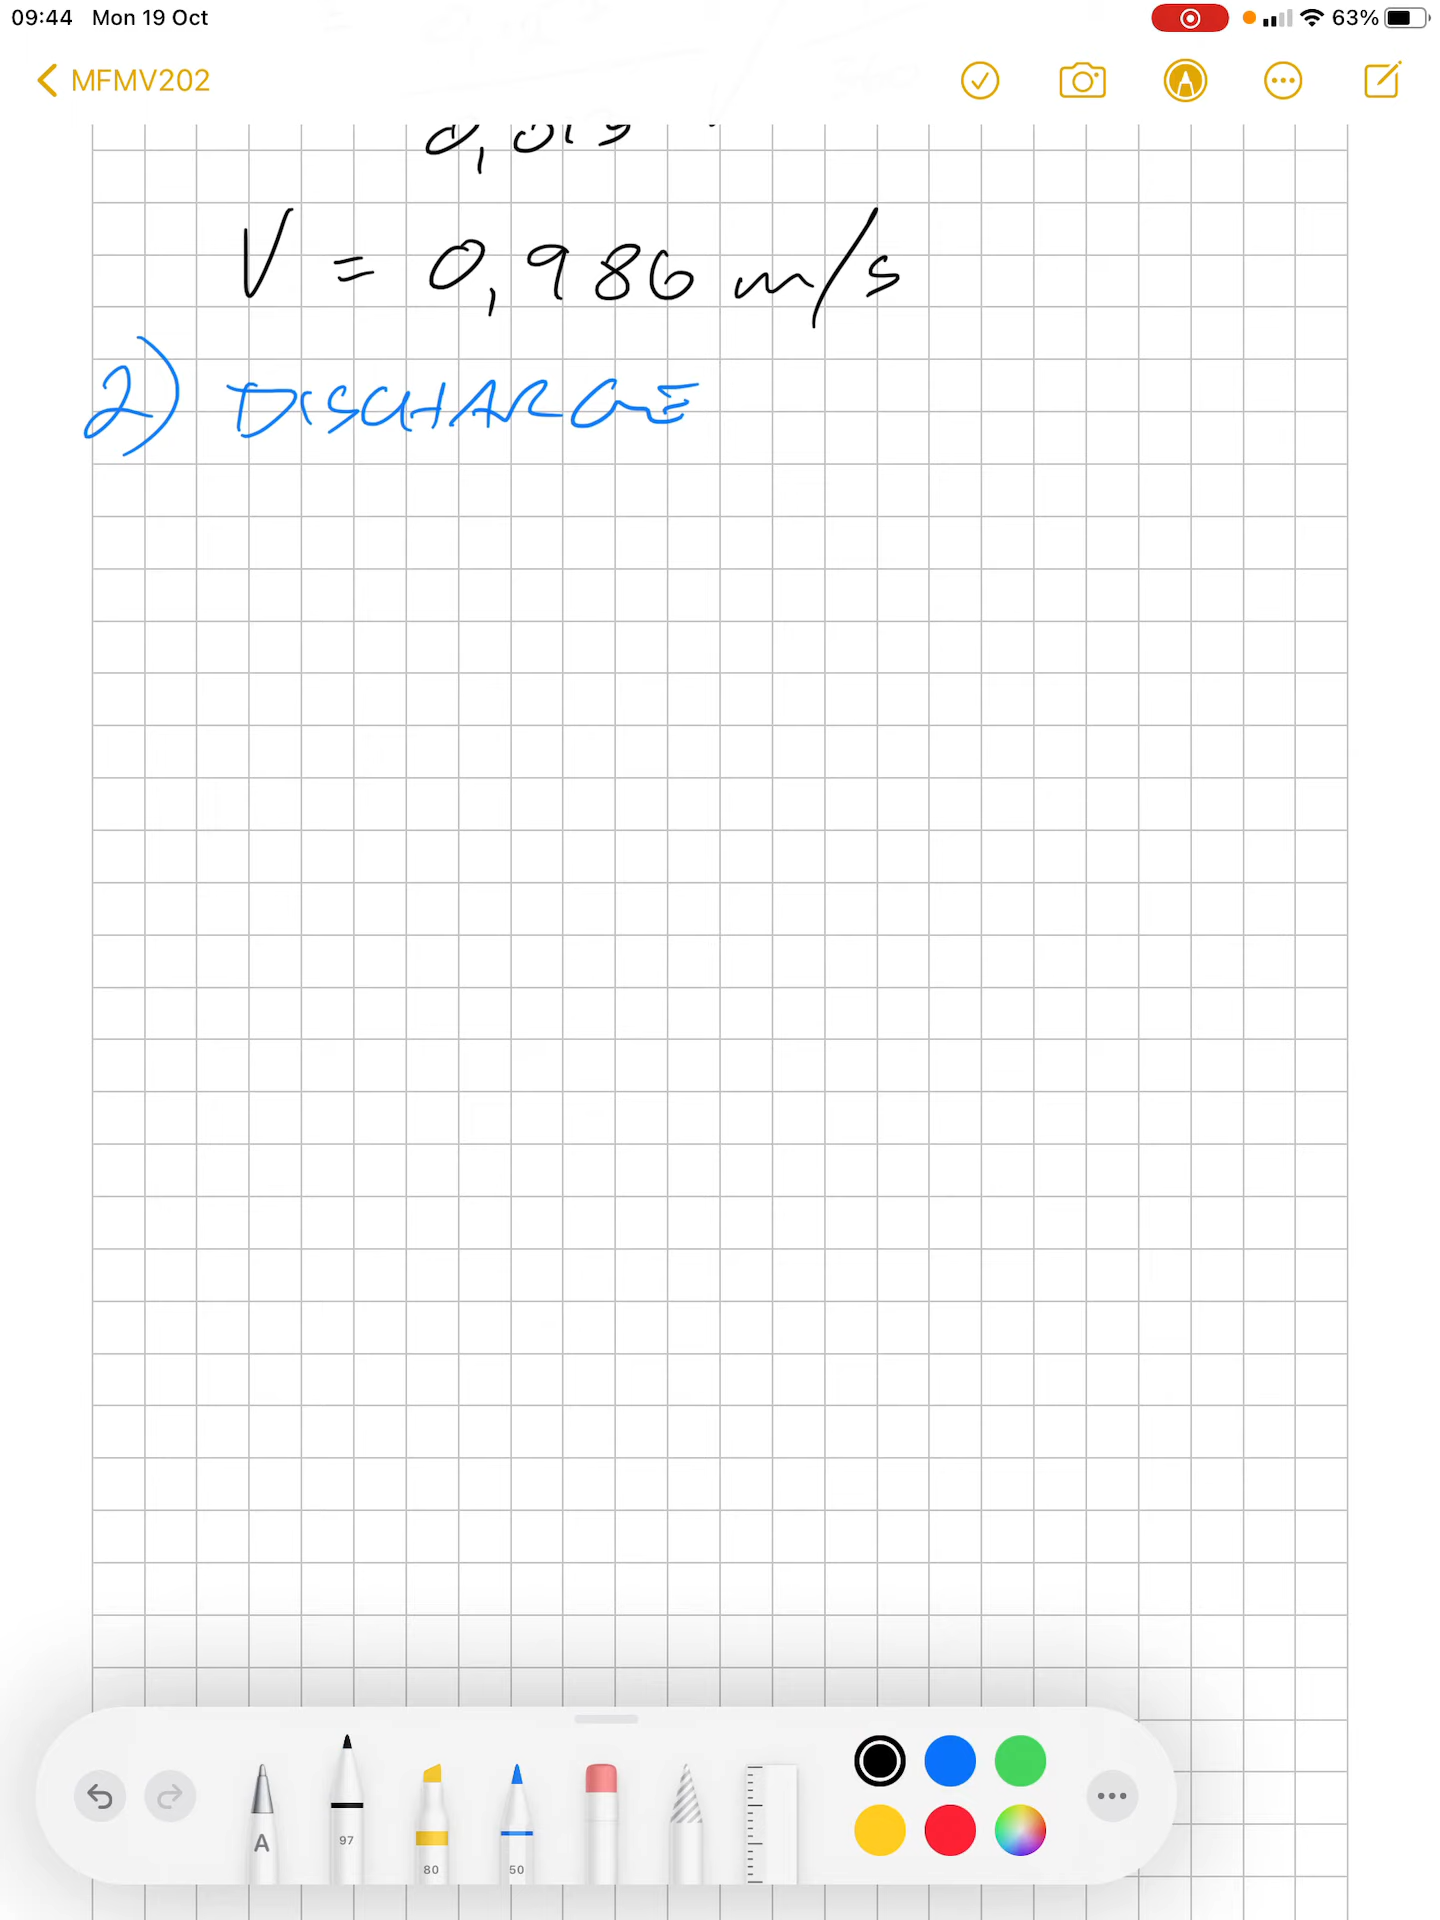 09:44 Mon 19 Oct 63%
MFMV202
V = 0,986 m/s
2) DISCHARGE
A 97 80 50